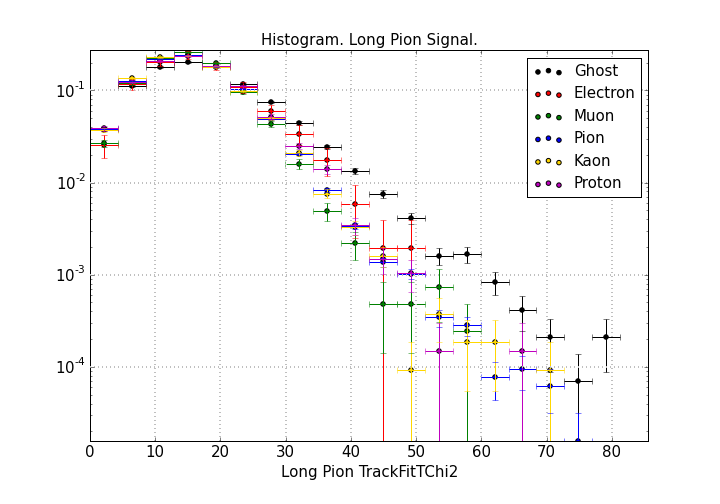 Histogram. Long Pion Signal.
Ghost
Electron
Muon
Pion
Kaon
Proton
10^-1
10^-2
10^-3
10^-4
0 10 20 30 40 50 60 70 80
Long Pion TrackFitTChi2